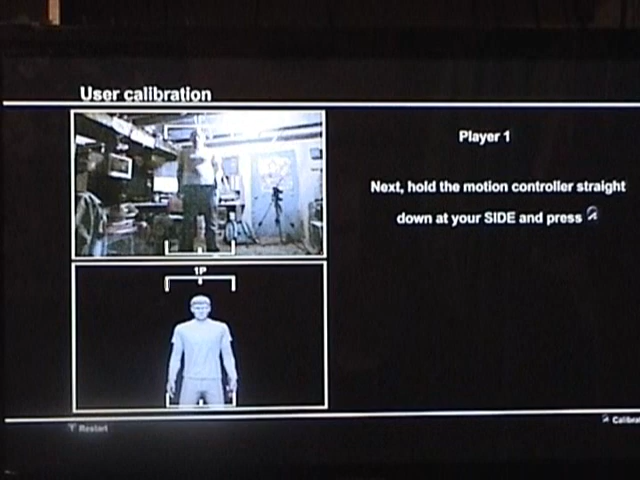 User calibration
Player 1
Next, hold the motion controller straight
down at your SIDE and press
1P
Restart